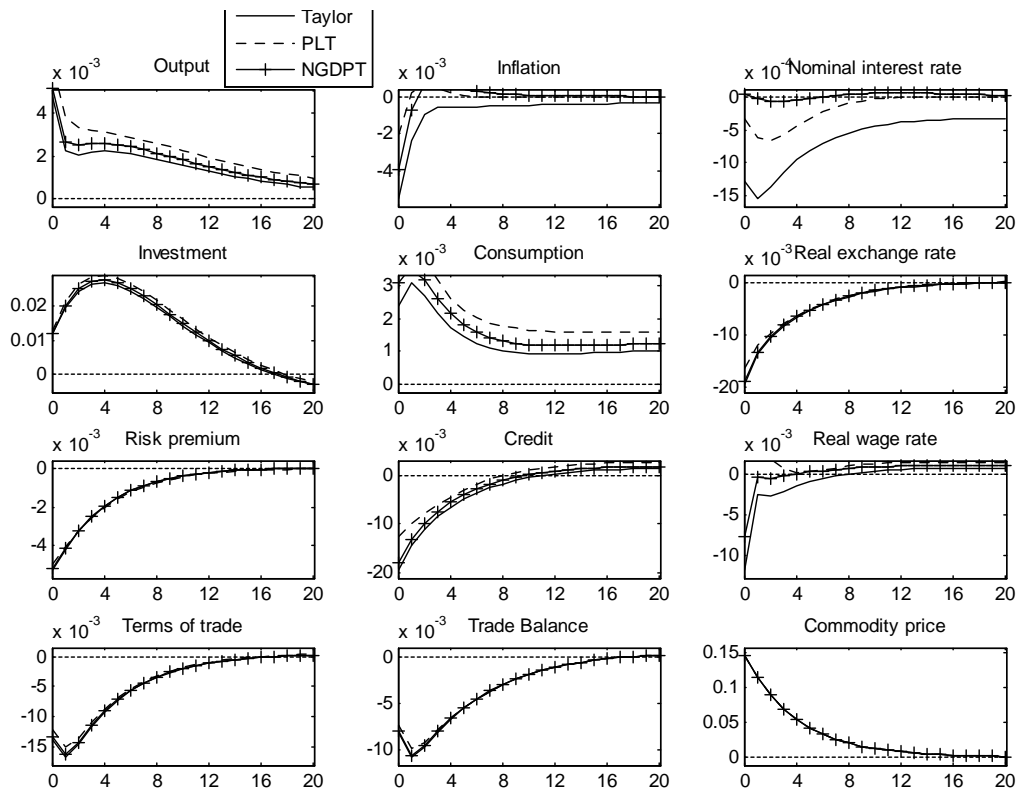 Taylor
PLT
NGDPT
x 10^-3
Output
4
2
0
0 4 8 12 16 20
x 10^-3
Inflation
0
-2
-4
0 4 8 12 16 20
x 10^-4
Nominal interest rate
0
-5
-10
-15
0 4 8 12 16 20
Investment
0.02
0.01
0
0 4 8 12 16 20
x 10^-3
Consumption
3
2
1
0
0 4 8 12 16 20
x 10^-3
Real exchange rate
0
-10
-20
0 4 8 12 16 20
x 10^-3
Risk premium
0
-2
-4
0 4 8 12 16 20
x 10^-3
Credit
0
-10
-20
0 4 8 12 16 20
x 10^-3
Real wage rate
0
-5
-10
0 4 8 12 16 20
x 10^-3
Terms of trade
0
-5
-10
-15
0 4 8 12 16 20
x 10^-3
Trade Balance
0
-5
-10
0 4 8 12 16 20
Commodity price
0.15
0.1
0.05
0
0 4 8 12 16 20